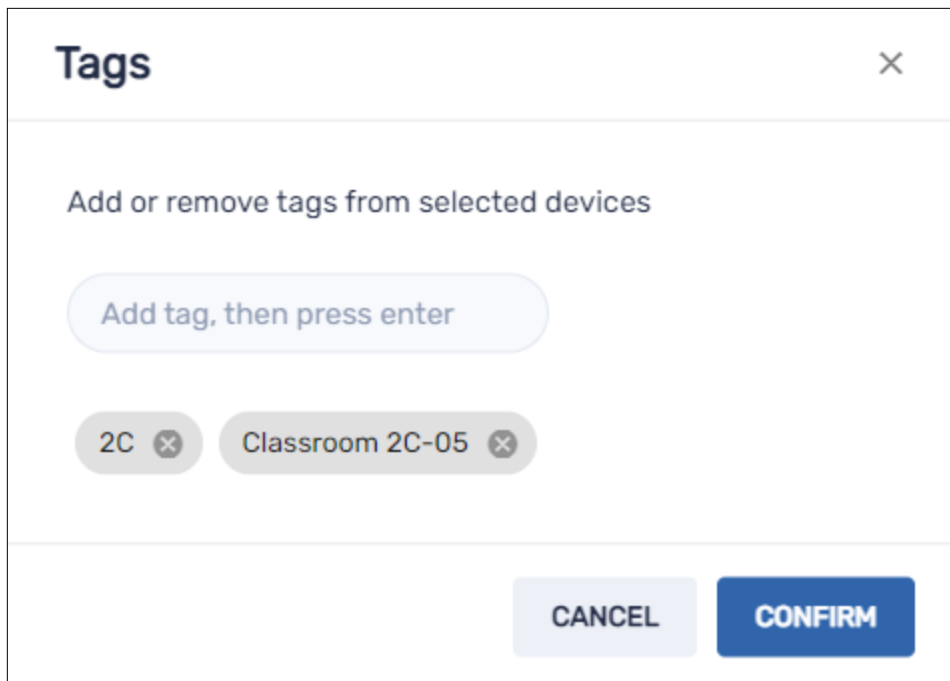 Tags
Add or remove tags from selected devices
Add tag, then press enter
2C Classroom 2C-05
CANCEL CONFIRM